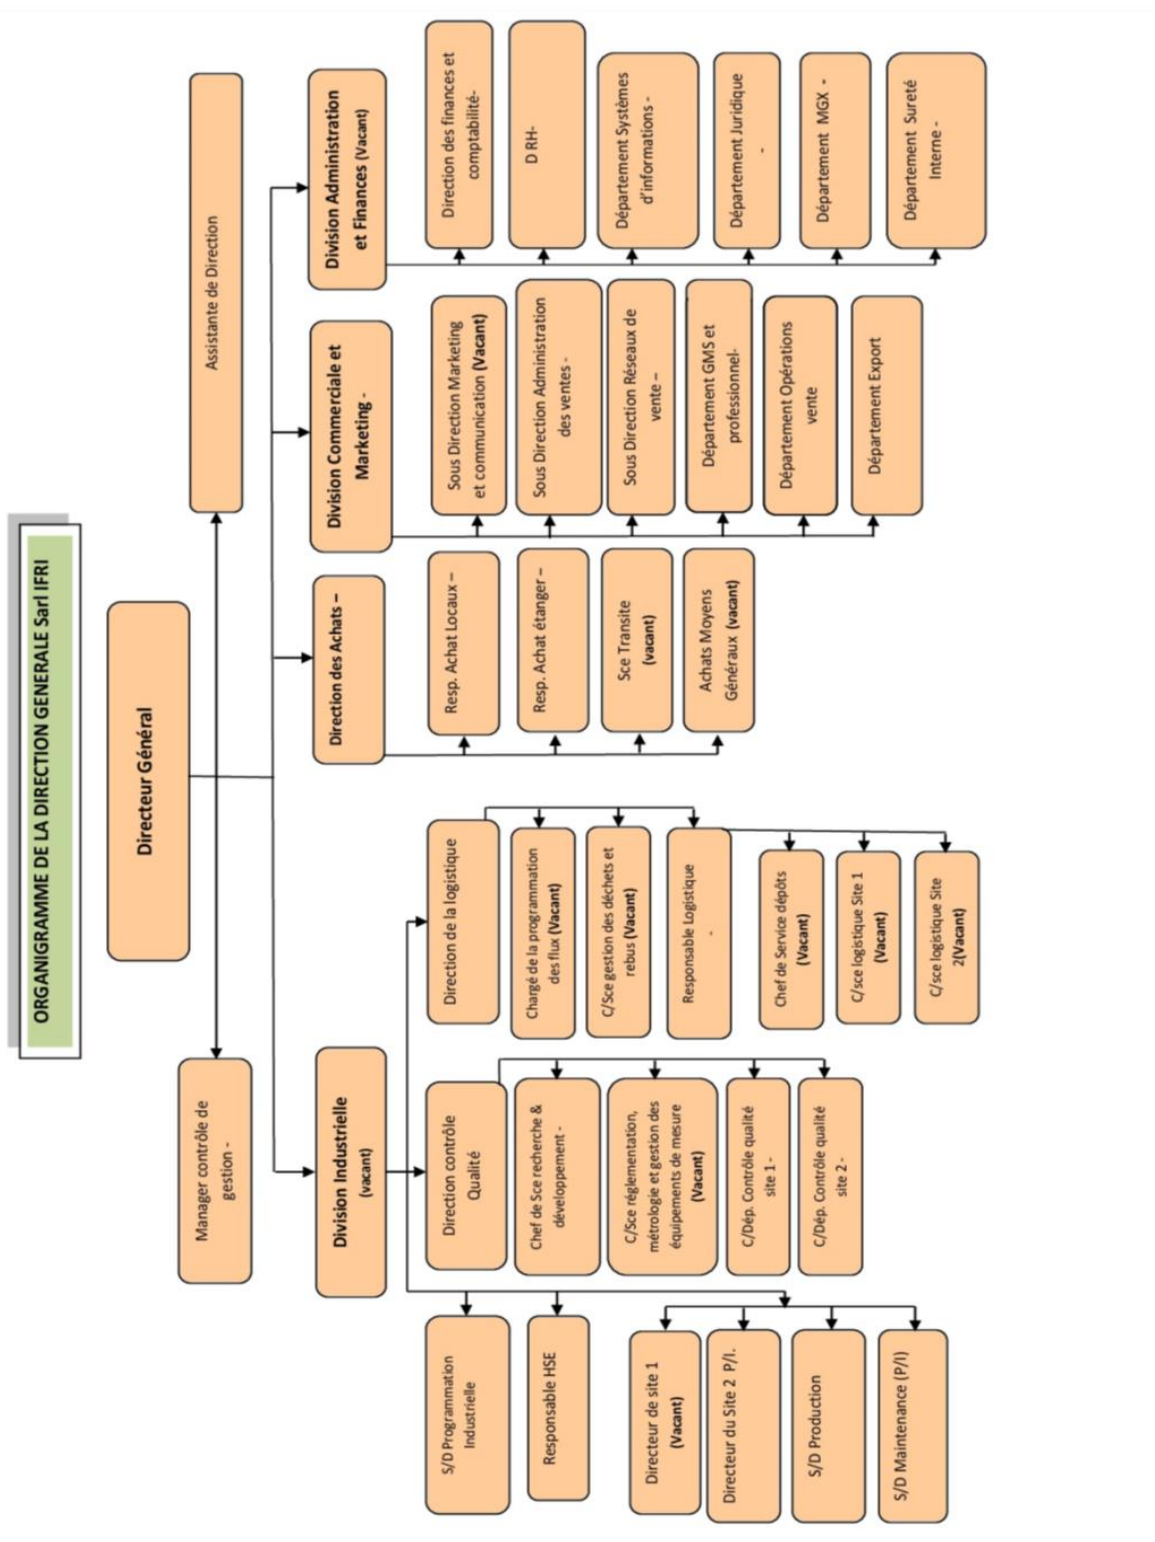 ORGANIGRAMME DE LA DIRECTION GENERALE Sarl IFRI
Directeur Général
Manager contrôle de
gestion -
Assistante de Direction
Division Industrielle
(vacant)
Direction des Achats –
Division Commerciale et
Marketing -
Division Administration
et Finances (Vacant)
S/D Programmation
Industrielle
Responsable HSE
Directeur de site 1
(Vacant)
Directeur du Site 2 P/I.
S/D Production
S/D Maintenance (P/I)
Direction contrôle
Qualité
Chef de Sce recherche &
développement -
C/Sce réglementation,
métrologie et gestion des
équipements de mesure
(Vacant)
C/Dép. Contrôle qualité
site 1 -
C/Dép. Contrôle qualité
site 2 -
Direction de la logistique
Chargé de la programmation
des flux (Vacant)
C/Sce gestion des déchets et
rebus (Vacant)
Responsable Logistique
-
Chef de Service dépôts
(Vacant)
C/sce logistique Site 1
(Vacant)
C/sce logistique Site
2(Vacant)
Resp. Achat Locaux –
Resp. Achat étanger –
Sce Transite
(vacant)
Achats Moyens
Généraux (vacant)
Sous Direction Marketing
et communication (Vacant)
Sous Direction Administration
des ventes -
Sous Direction Réseaux de
vente –
Département GMS et
professionnel-
Département Opérations
vente
Département Export
Direction des finances et
comptabilité-
D RH-
Département Systèmes
d'informations -
Département Juridique
-
Département  MGX  -
Département  Sureté
Interne -